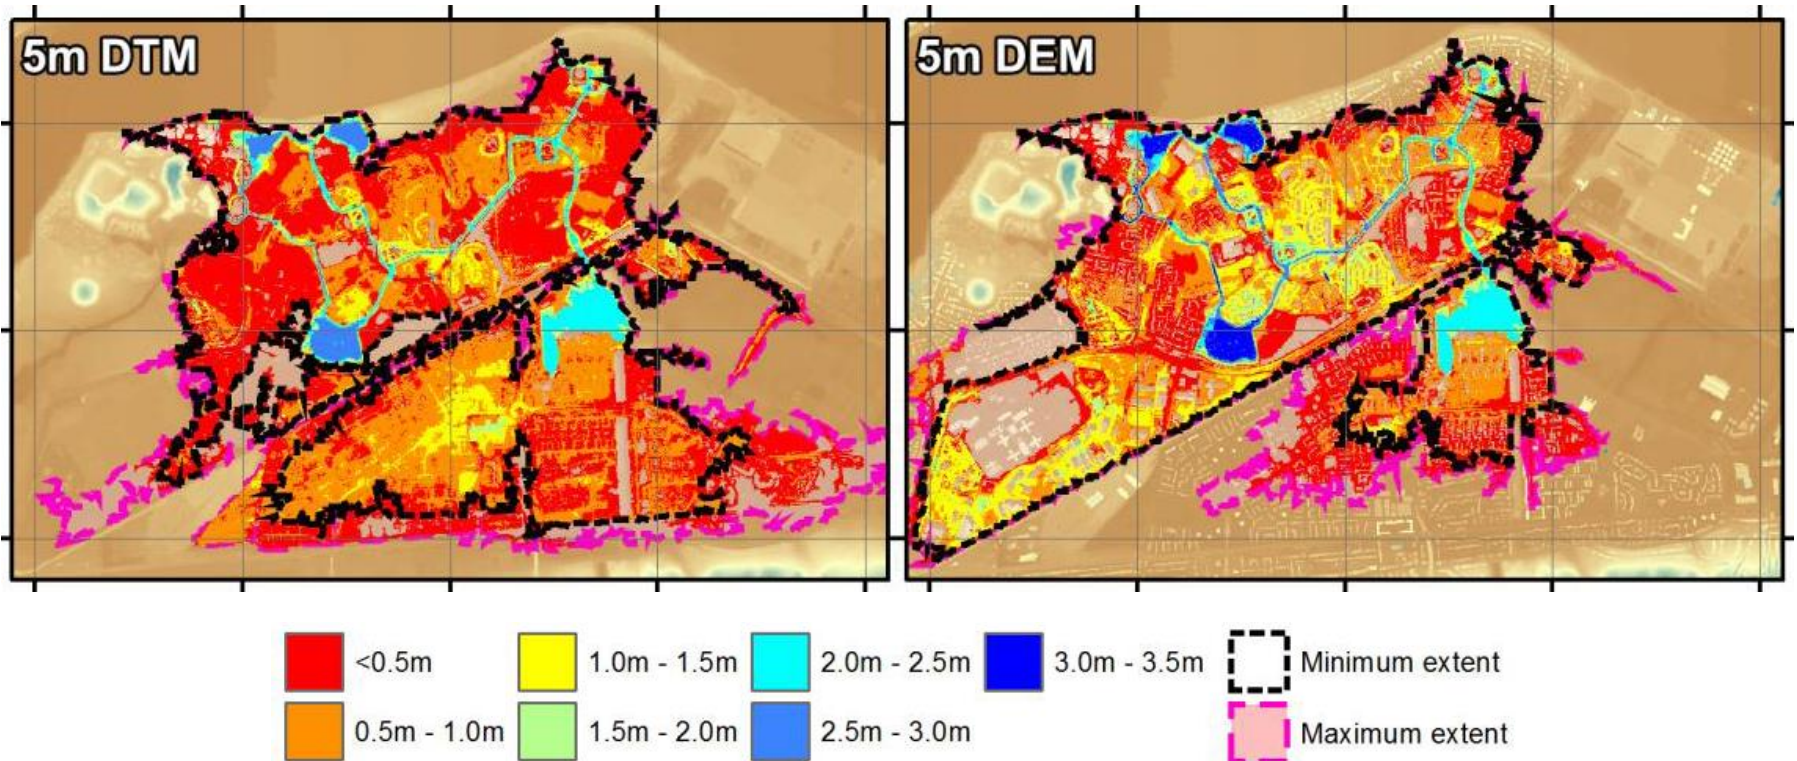 5m DTM
5m DEM
<0.5m
1.0m - 1.5m
2.0m - 2.5m
3.0m - 3.5m
Minimum extent
0.5m - 1.0m
1.5m - 2.0m
2.5m - 3.0m
Maximum extent